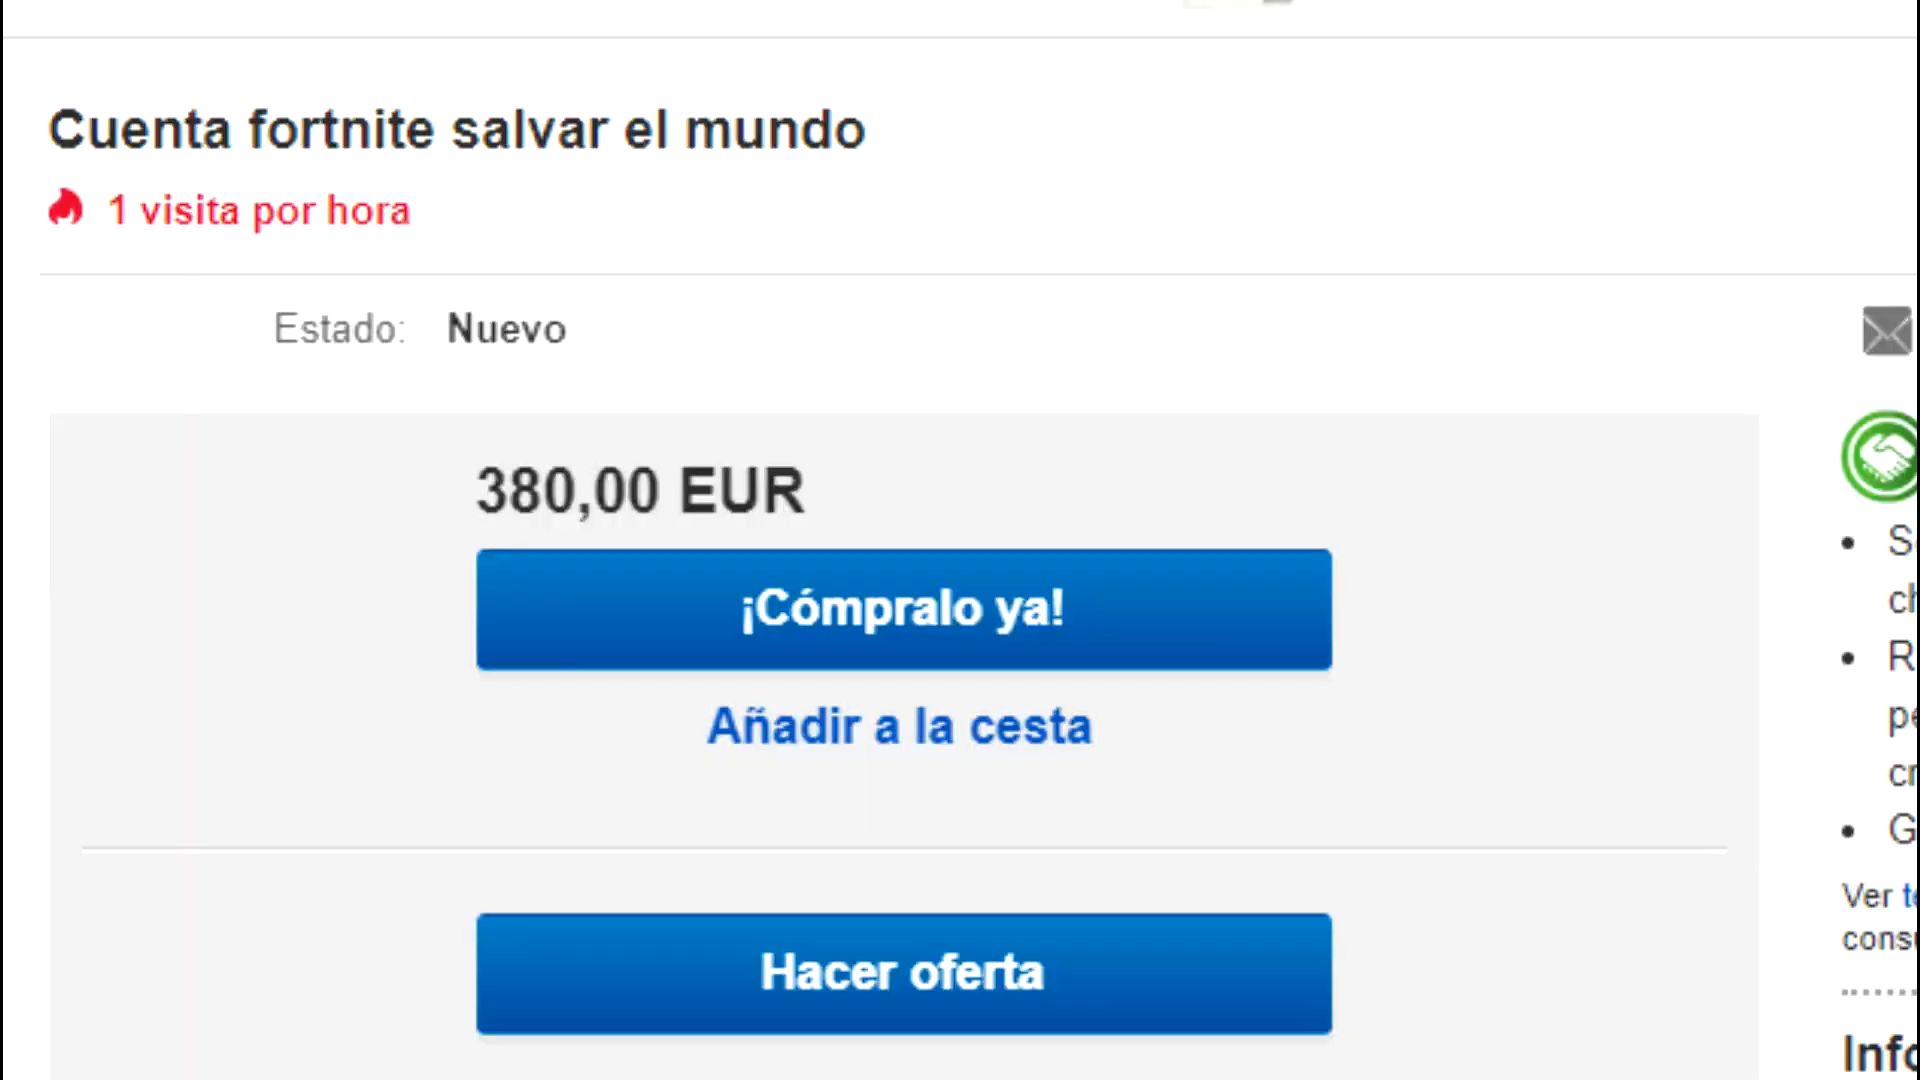 Cuenta fortnite salvar el mundo
1 visita por hora
Estado: Nuevo
380,00 EUR
¡Cómpralo ya!
Añadir a la cesta
Hacer oferta
Ver